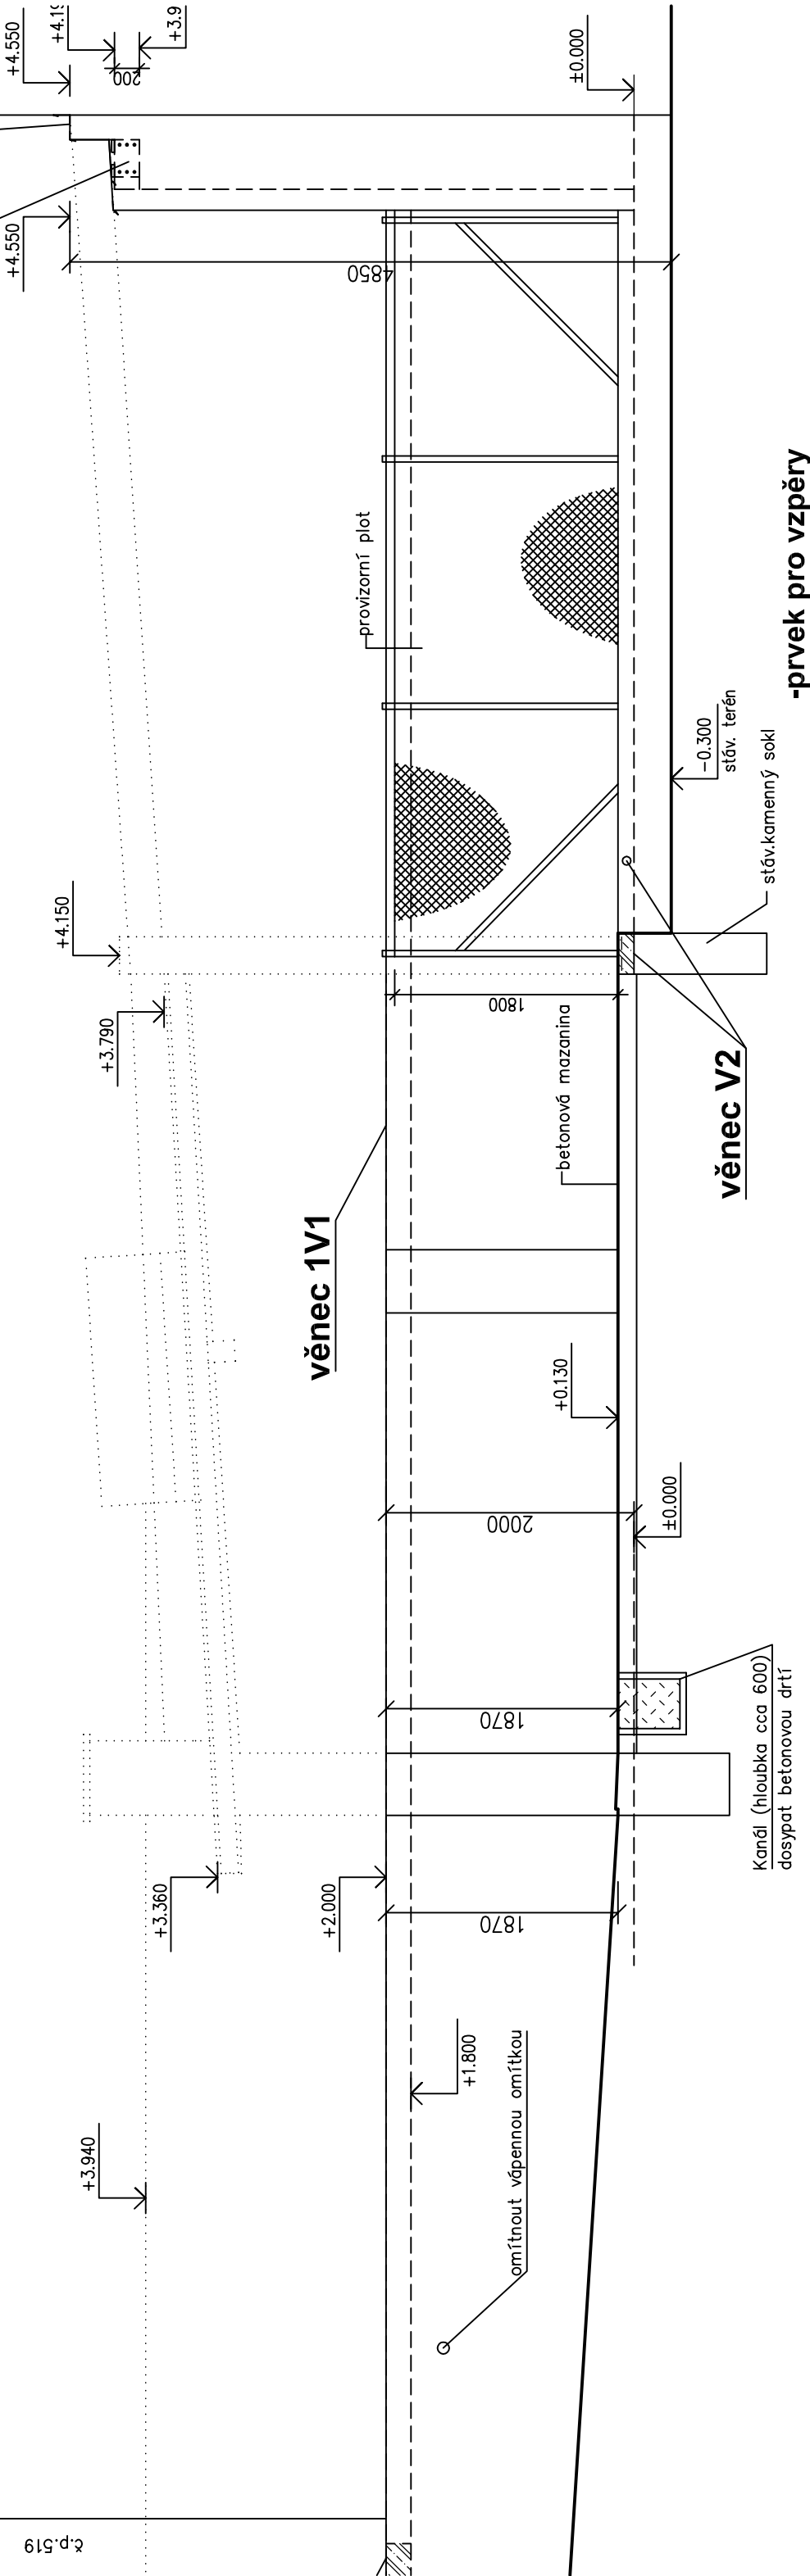 +4.550
200
±0.000
+4.550
4850
provizorní plot
-prvek pro vzpěry
-0.300
stáv. terén
stáv.kamenný sokl
+4.150
+3.790
1800
betonová mazanina
věnec V2
věnec 1V1
+0.130
2000
±0.000
1870
Kanál (hloubka cca 600)
dosypat betonovou drtí
+3.360
+2.000
1870
+1.800
omítnout vápennou omítkou
+3.940
č.p.519